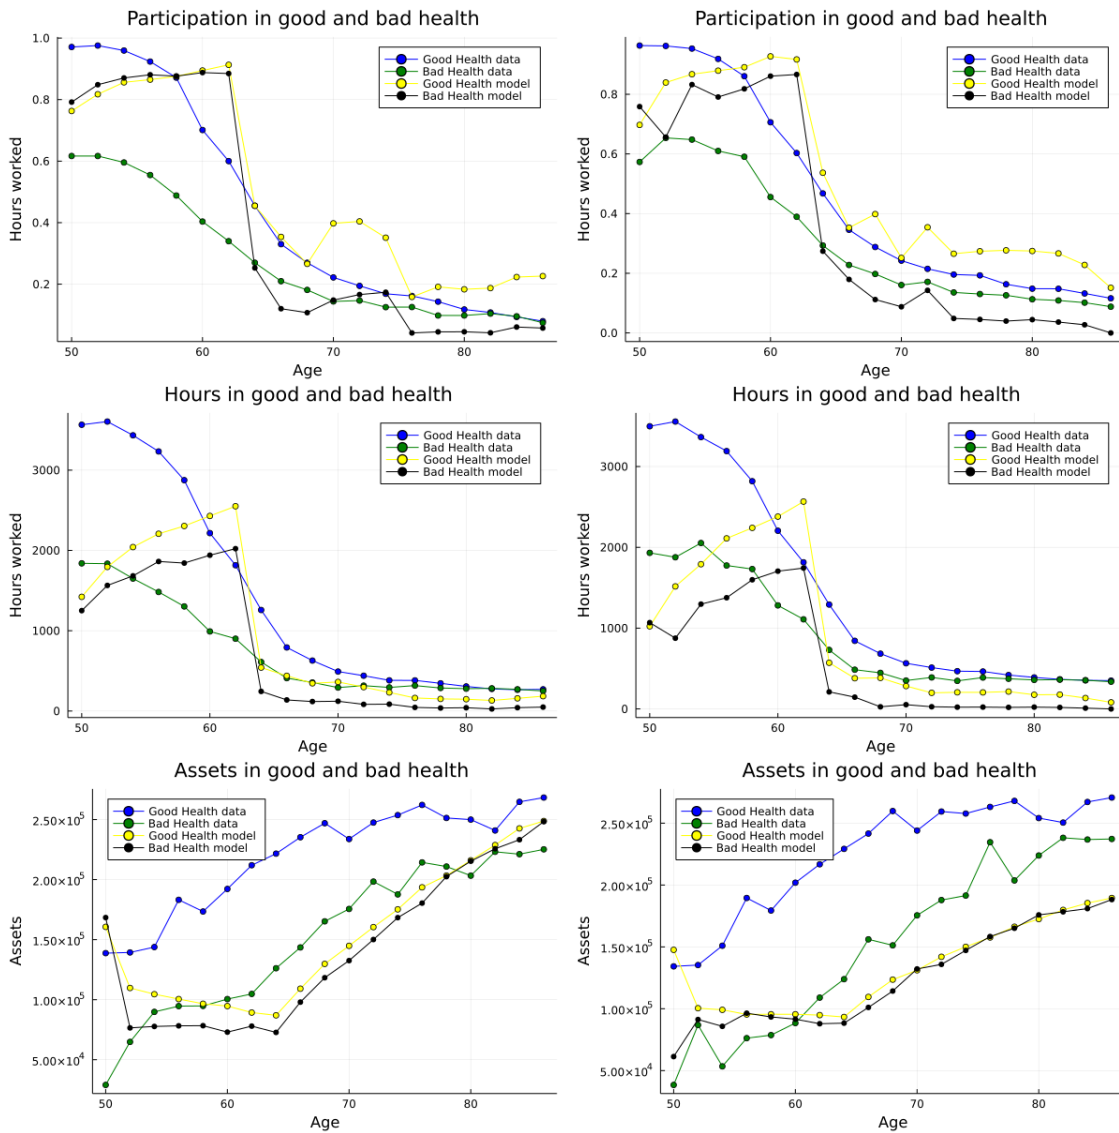 Participation in good and bad health
1.0
0.8
0.6
0.4
0.2
Hours worked
Good Health data
Bad Health data
Good Health model
Bad Health model
50 60 70 80
Age
Participation in good and bad health
0.8
0.6
0.4
0.2
0.0
Hours worked
Good Health data
Bad Health data
Good Health model
Bad Health model
50 60 70 80
Age
Hours in good and bad health
3000
2000
1000
0
Hours worked
Good Health data
Bad Health data
Good Health model
Bad Health model
50 60 70 80
Age
Hours in good and bad health
3000
2000
1000
0
Hours worked
Good Health data
Bad Health data
Good Health model
Bad Health model
50 60 70 80
Age
Assets in good and bad health
2.50×10⁵
2.00×10⁵
1.50×10⁵
1.00×10⁵
5.00×10⁴
Assets
Good Health data
Bad Health data
Good Health model
Bad Health model
50 60 70 80
Age
Assets in good and bad health
2.50×10⁵
2.00×10⁵
1.50×10⁵
1.00×10⁵
5.00×10⁴
Assets
Good Health data
Bad Health data
Good Health model
Bad Health model
50 60 70 80
Age